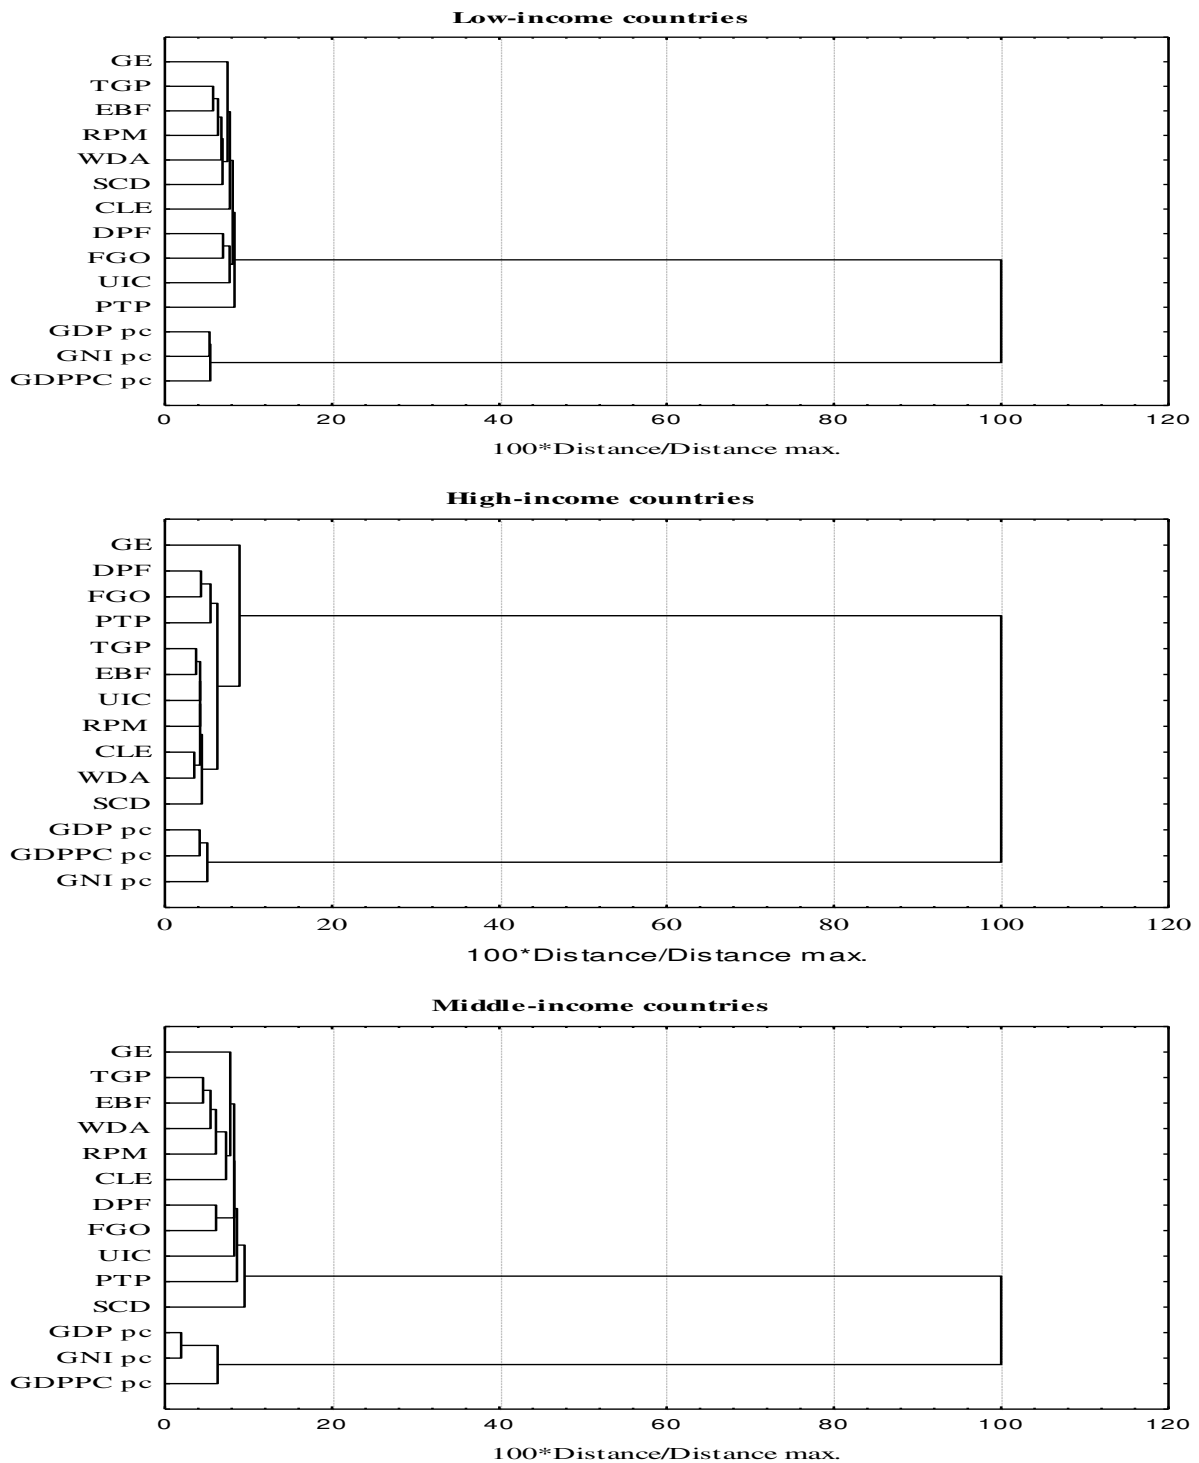 Low-income countries
GE
TGP
EBF
RPM
WDA
SCD
CLE
DPF
FGO
UIC
PTP
GDP pc
GNI pc
GDPPC pc
0 20 40 60 80 100 120
100*Distance/Distance max.
High-income countries
GE
DPF
FGO
PTP
TGP
EBF
UIC
RPM
CLE
WDA
SCD
GDP pc
GDPPC pc
GNI pc
0 20 40 60 80 100 120
100*Distance/Distance max.
Middle-income countries
GE
TGP
EBF
WDA
RPM
CLE
DPF
FGO
UIC
PTP
SCD
GDP pc
GNI pc
GDPPC pc
0 20 40 60 80 100 120
100*Distance/Distance max.